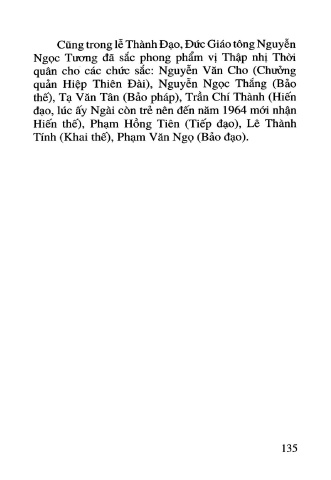 Cũng trong lễ Thành Đạo, Đức Giáo tông Nguyễn
Ngọc Tương đã sắc phong phẩm vị Thập nhị Thời
quân cho các chức sắc: Nguyễn Văn Cho (Chưởng
quản Hiệp Thiên Đài), Nguyễn Ngọc Thắng (Bảo
thế), Tạ Văn Tân (Bảo pháp), Trần Chí Thành (Hiến
đạo, lúc ấy Ngài còn trẻ nên đến năm 1964 mới nhận
Hiến thế), Phạm Hồng Tiên (Tiếp đạo), Lê Thành
Tính (Khai thế), Phạm Văn Ngọ (Bảo đạo).
135